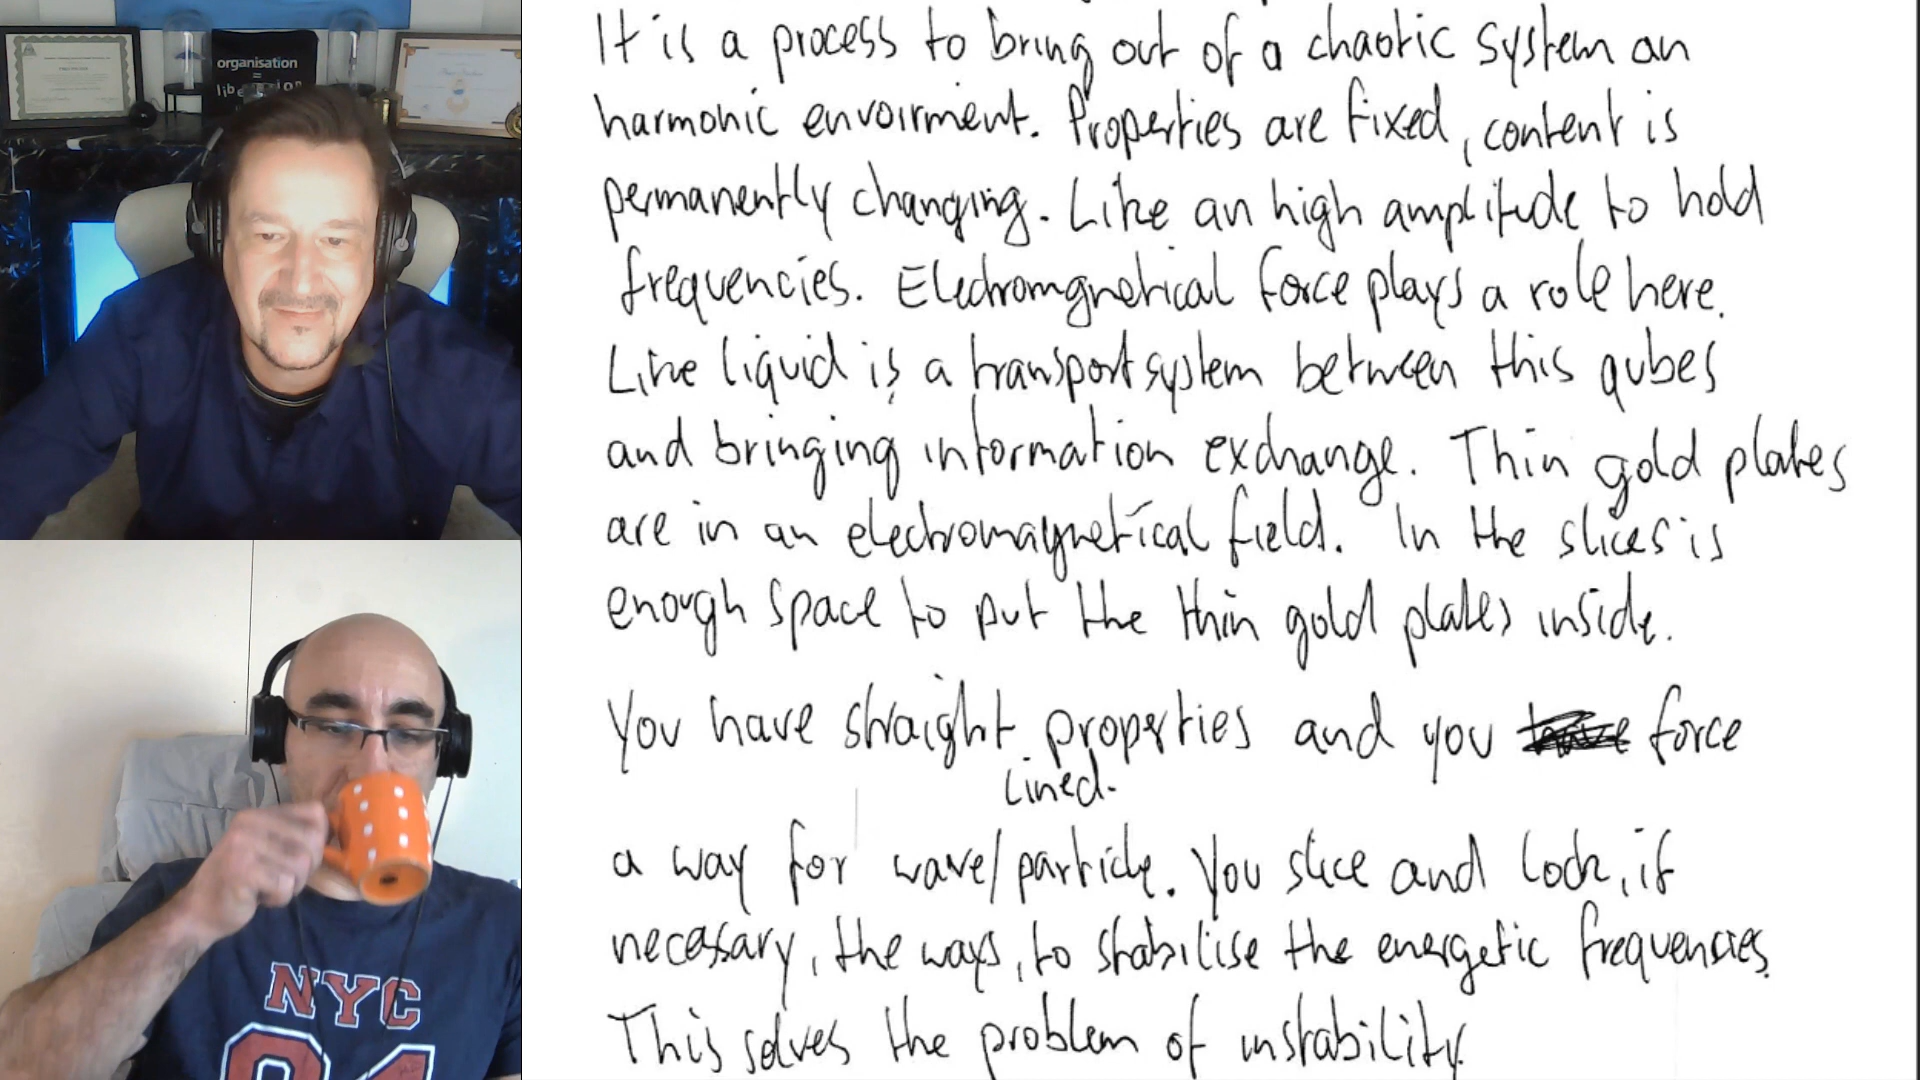 organisation
=
It is a process to bring out of a chaotic system an
harmonic envoirment. Properties are fixed, content is
permanently changing. Like an high amplitude to hold
frequencies. Electromgnetical force plays a role here.
Like liquid is a transportsystem between this qubes
and bringing information exchange. Thin gold plates
are in an electromagnetical field. In the slices is
enough space to put the thin gold plates inside.
You have straight properties and you force
Lined.
a way for wave/particle. You slice and lock, if
necessary, the ways, to stabilise the energetic frequencies.
This solves the problem of instability.
NYC